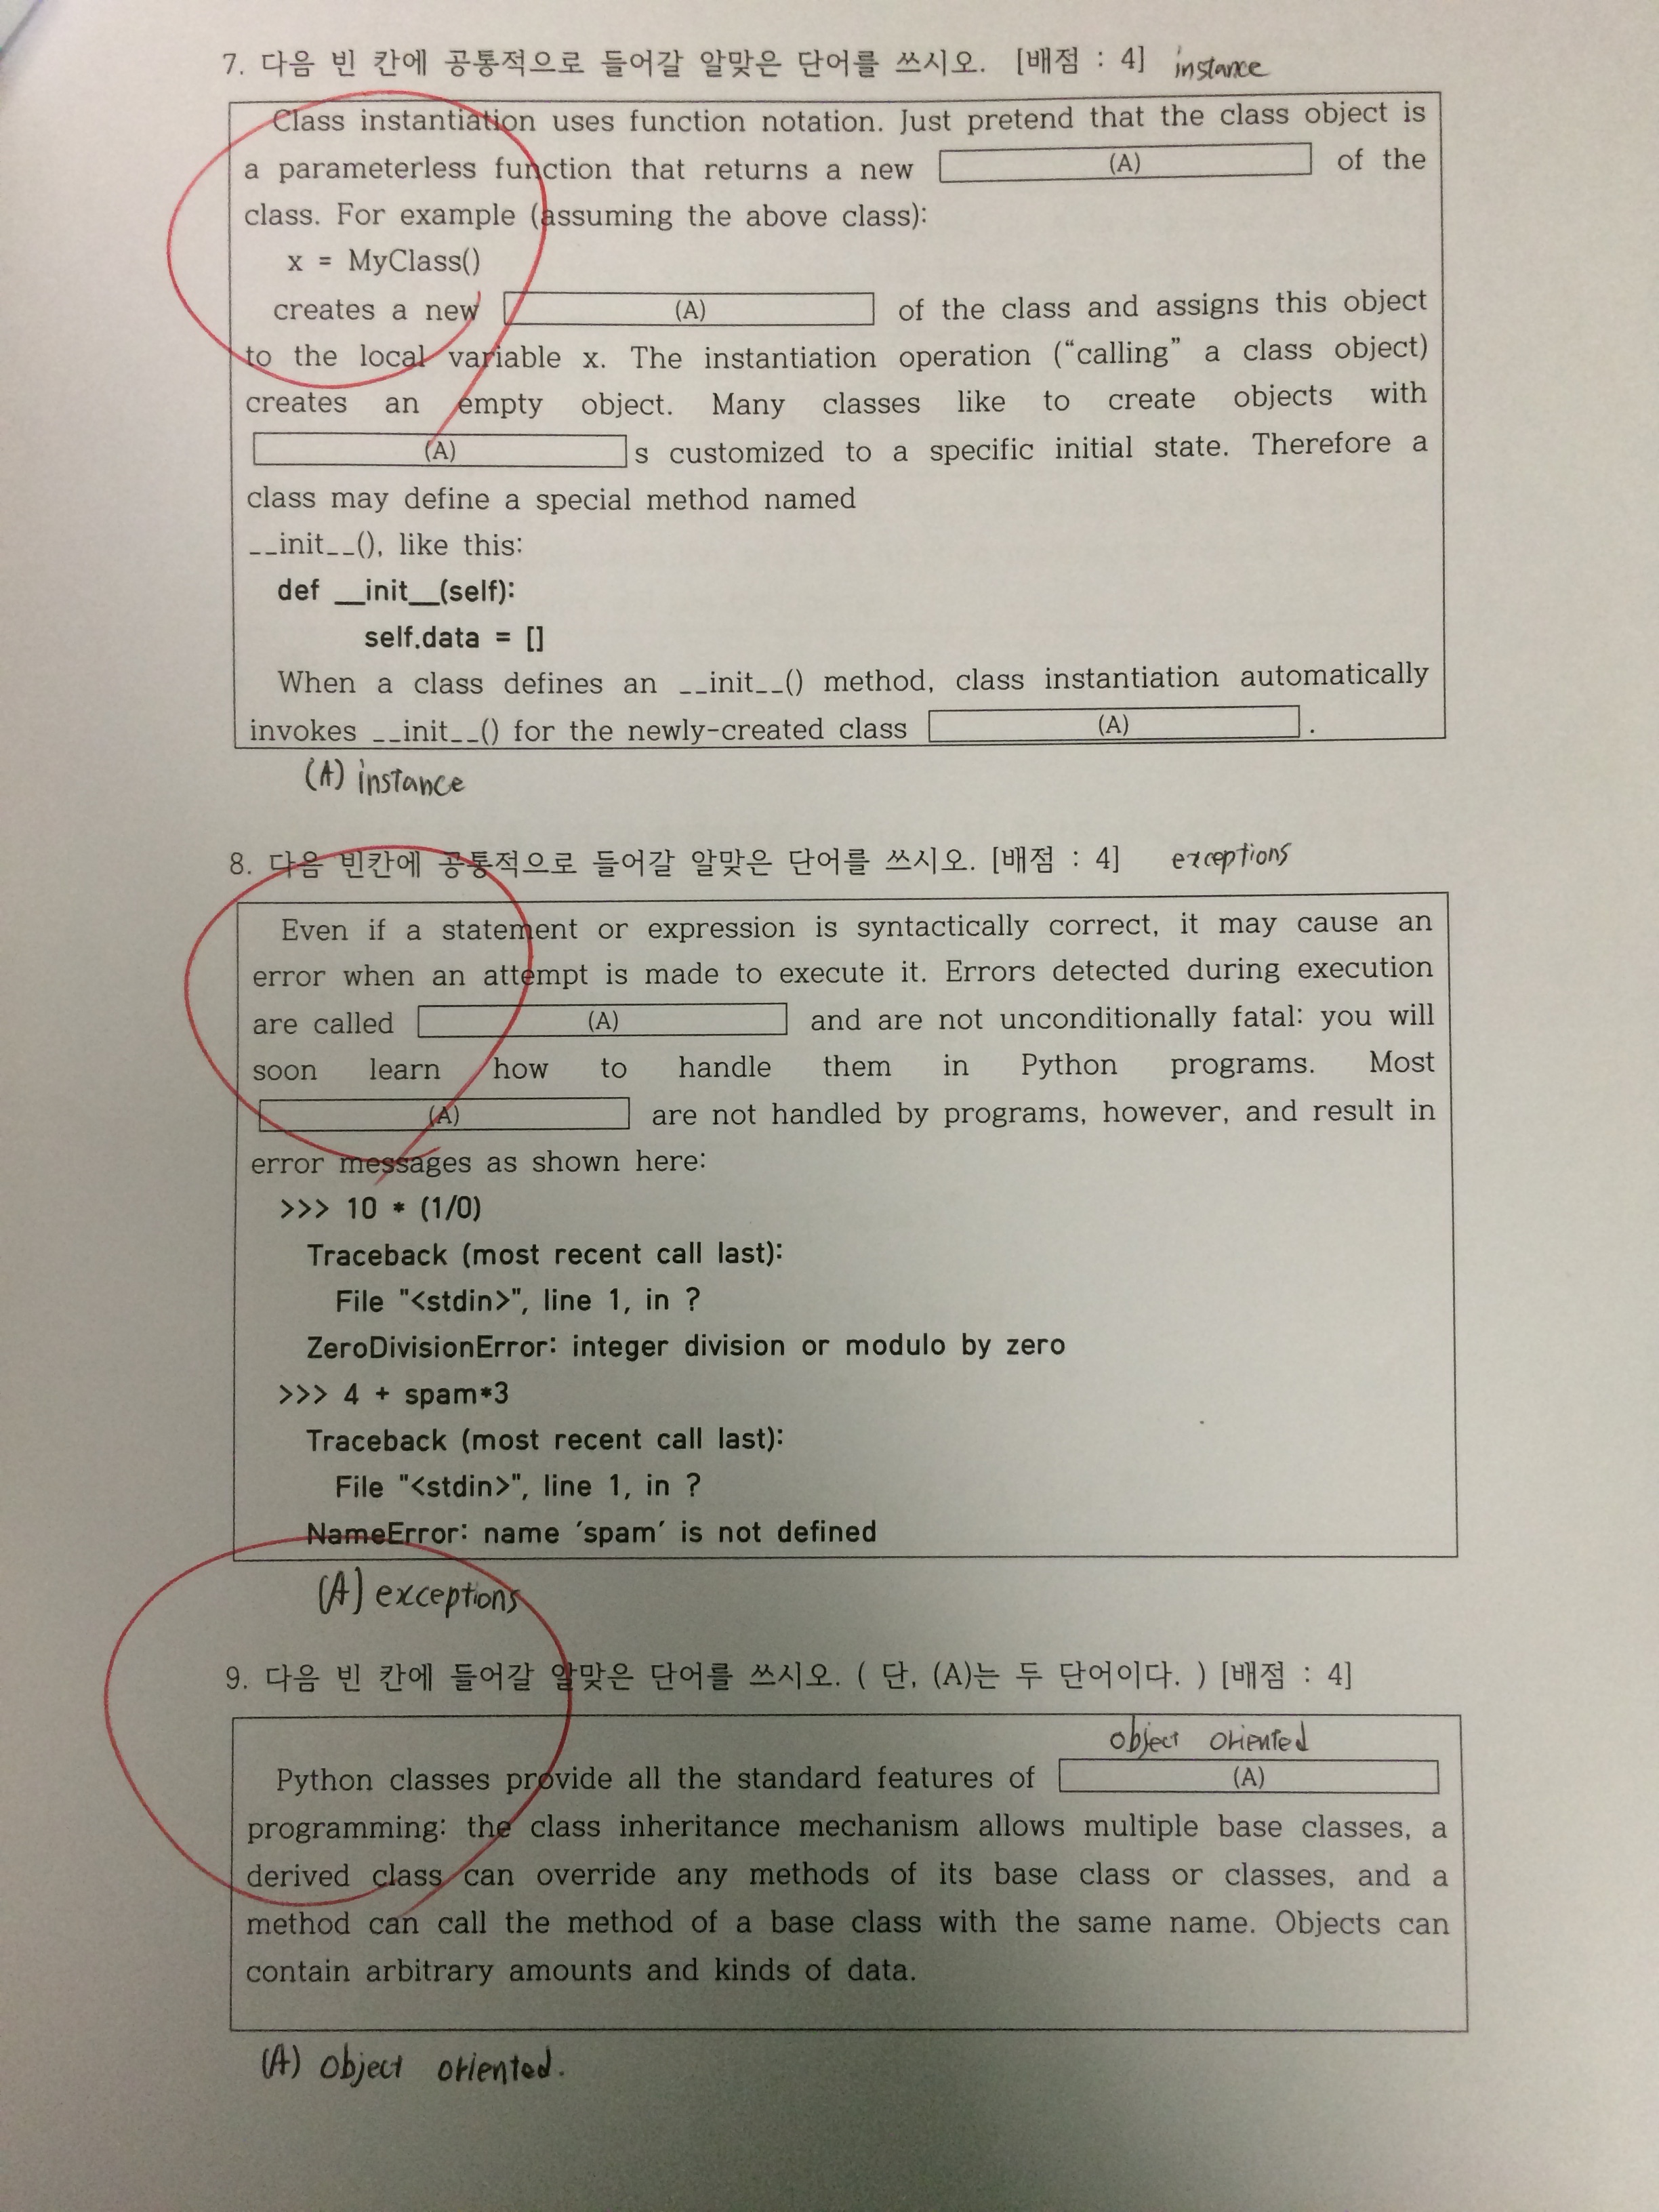 7. 다음 빈 칸에 공통적으로 들어갈 알맞은 단어를 쓰시오. [배점 : 4] instance
Class instantiation uses function notation. Just pretend that the class object is
a parameterless function that returns a new (A) of the
class. For example (assuming the above class):
x = MyClass()
creates a new (A) of the class and assigns this object
to the local variable x. The instantiation operation (“calling” a class object)
creates an empty object. Many classes like to create objects with
(A) s customized to a specific initial state. Therefore a
class may define a special method named
__init__(), like this:
def __init__(self):
self.data = []
When a class defines an __init__() method, class instantiation automatically
invokes __init__() for the newly-created class (A) .
(A) instance
8. 다음 빈칸에 공통적으로 들어갈 알맞은 단어를 쓰시오. [배점 : 4] exceptions
Even if a statement or expression is syntactically correct, it may cause an
error when an attempt is made to execute it. Errors detected during execution
are called (A) and are not unconditionally fatal: you will
soon learn how to handle them in Python programs. Most
(A) are not handled by programs, however, and result in
error messages as shown here:
>>> 10 * (1/0)
Traceback (most recent call last):
File "<stdin>", line 1, in ?
ZeroDivisionError: integer division or modulo by zero
>>> 4 + spam*3
Traceback (most recent call last):
File "<stdin>", line 1, in ?
NameError: name 'spam' is not defined
(A) exceptions
9. 다음 빈 칸에 들어갈 알맞은 단어를 쓰시오. ( 단, (A)는 두 단어이다. ) [배점 : 4]
object oriented
Python classes provide all the standard features of (A)
programming: the class inheritance mechanism allows multiple base classes, a
derived class can override any methods of its base class or classes, and a
method can call the method of a base class with the same name. Objects can
contain arbitrary amounts and kinds of data.
(A) object oriented.